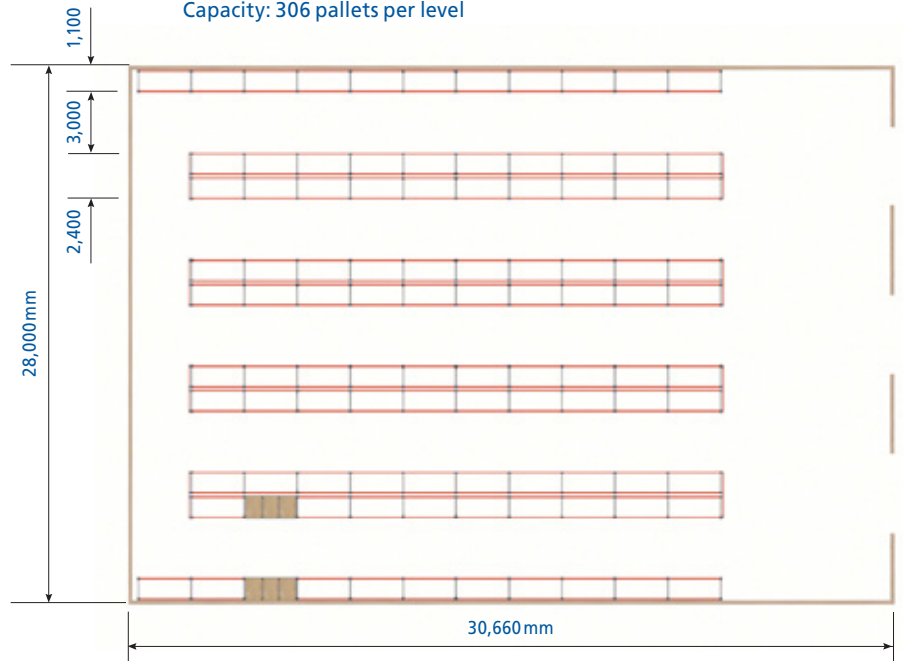 Capacity: 306 pallets per level
1,100
3,000
2,400
28,000mm
30,660mm